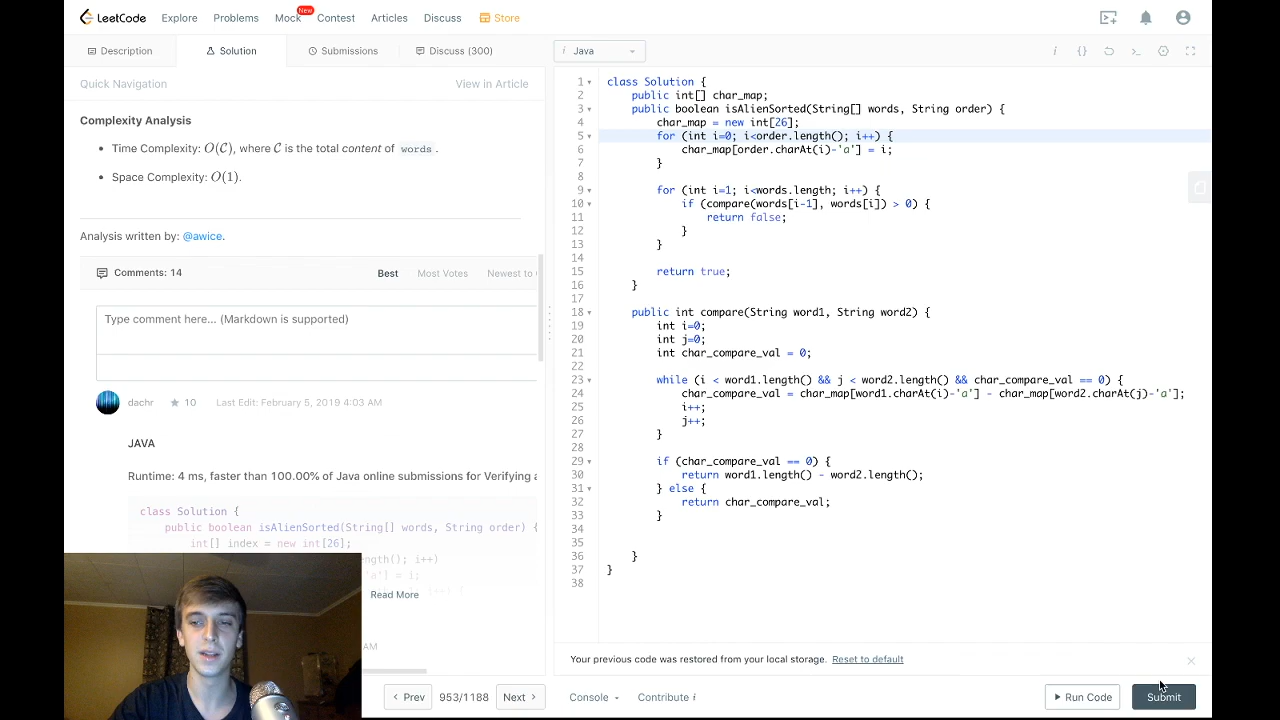 LeetCode Explore Problems Mock New Contest Articles Discuss Store
Description Solution Submissions Discuss (300)
Quick Navigation View in Article
Complexity Analysis
• Time Complexity: O(C), where C is the total content of words.
• Space Complexity: O(1).
Analysis written by: @awice.
Comments: 14 Best Most Votes Newest to
Type comment here... (Markdown is supported)
dachr ★ 10 Last Edit: February 5, 2019 4:03 AM
JAVA
Runtime: 4 ms, faster than 100.00% of Java online submissions for Verifying a
class Solution {
public boolean isAlienSorted(String[] words, String order) {
int[] index = new int[26];
ngth(); i++)
'a'] = i;
Read More
AM
Prev 953/1188 Next
i Java
1 class Solution {
2 public int[] char_map;
3 public boolean isAlienSorted(String[] words, String order) {
4 char_map = new int[26];
5 for (int i=0; i<order.length(); i++) {
6 char_map[order.charAt(i)-'a'] = i;
7 }
8
9 for (int i=1; i<words.length; i++) {
10 if (compare(words[i-1], words[i]) > 0) {
11 return false;
12 }
13 }
14
15 return true;
16 }
17
18 public int compare(String word1, String word2) {
19 int i=0;
20 int j=0;
21 int char_compare_val = 0;
22
23 while (i < word1.length() && j < word2.length() && char_compare_val == 0) {
24 char_compare_val = char_map[word1.charAt(i)-'a'] - char_map[word2.charAt(j)-'a'];
25 i++;
26 j++;
27 }
28
29 if (char_compare_val == 0) {
30 return word1.length() - word2.length();
31 } else {
32 return char_compare_val;
33 }
34
35
36 }
37 }
38
Your previous code was restored from your local storage. Reset to default
Console Contribute i Run Code Submit